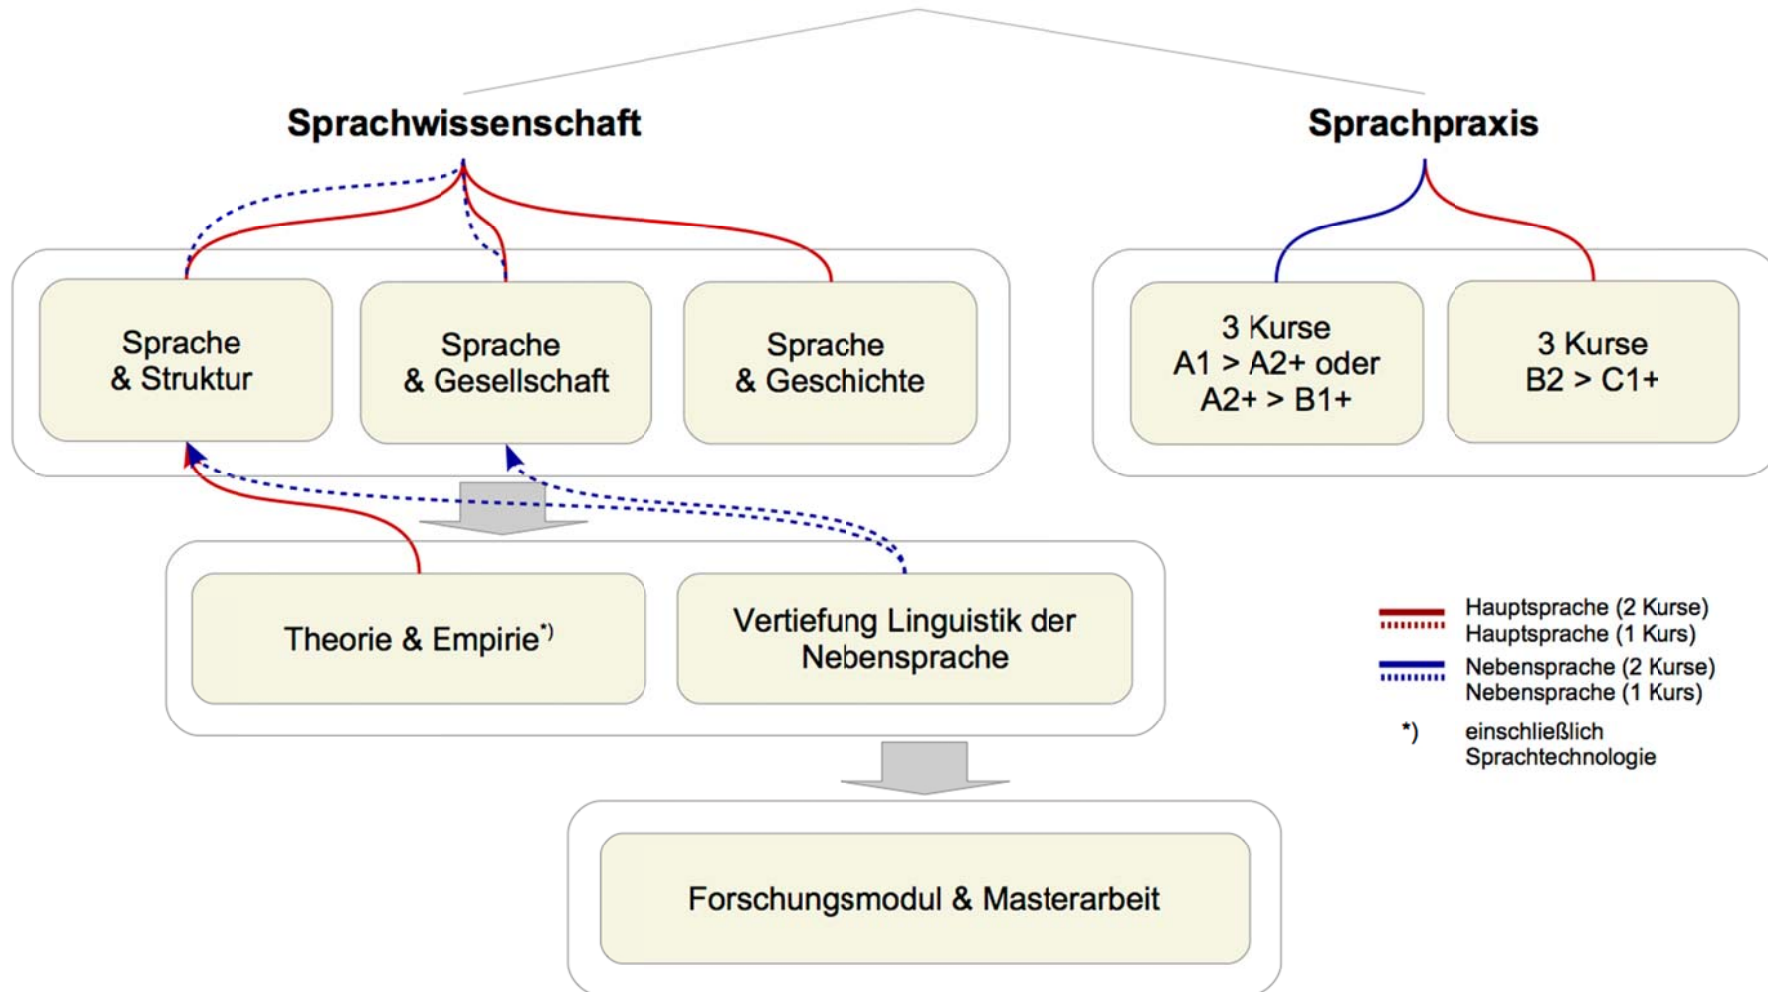 Sprachwissenschaft
Sprachpraxis
Sprache
& Struktur
Sprache
& Gesellschaft
Sprache
& Geschichte
3 Kurse
A1 > A2+ oder
A2+ > B1+
3 Kurse
B2 > C1+
Theorie & Empirie*)
Vertiefung Linguistik der
Nebensprache
Hauptsprache (2 Kurse)
Hauptsprache (1 Kurs)
Nebensprache (2 Kurse)
Nebensprache (1 Kurs)
*) einschließlich
Sprachtechnologie
Forschungsmodul & Masterarbeit